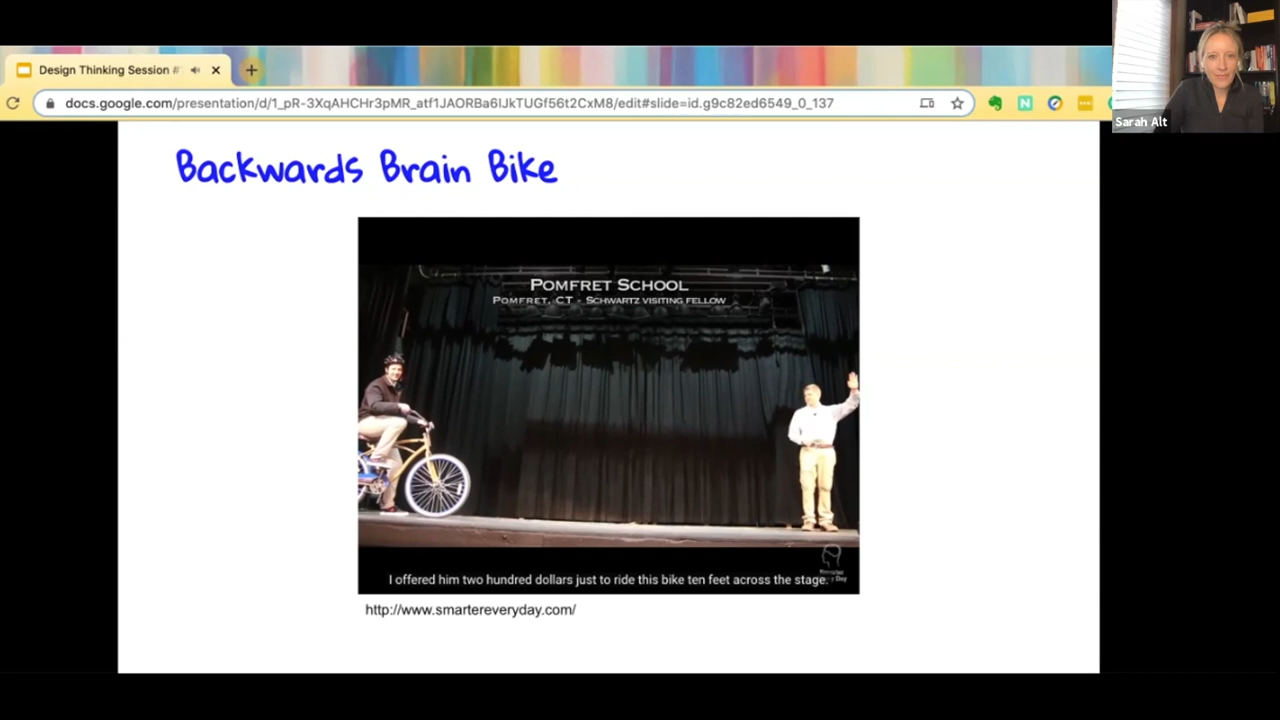 Design Thinking Session #
docs.google.com/presentation/d/1_pR-3XqAHCHr3pMR_atf1JAORBa6IJkTUGf56t2CxM8/edit#slide=id.g9c82ed6549_0_137
Sarah Alt
Backwards Brain Bike
POMFRET SCHOOL
POMFRET, CT - SCHWARTZ VISITING FELLOW
I offered him two hundred dollars just to ride this bike ten feet across the stage.
http://www.smartereveryday.com/